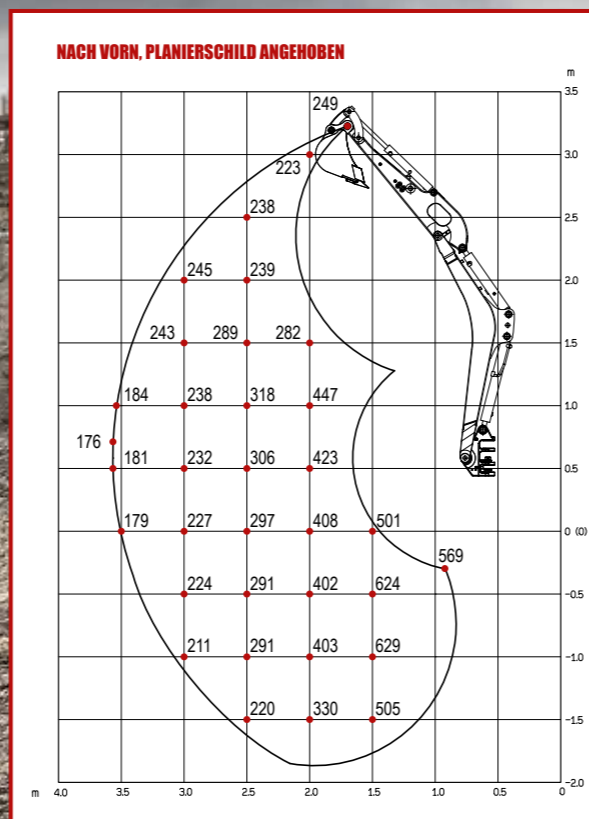 NACH VORN, PLANIERSCHILD ANGEHOBEN
m
3.5
249
3.0
223
238
2.5
245 239
2.0
243 289 282
1.5
184 238 318 447
1.0
176
181 232 306 423
0.5
179 227 297 408 501
0 (0)
569
224 291 402 624
−0.5
211 291 403 629
−1.0
220 330 505
−1.5
−2.0
m 4.0 3.5 3.0 2.5 2.0 1.5 1.0 0.5 0